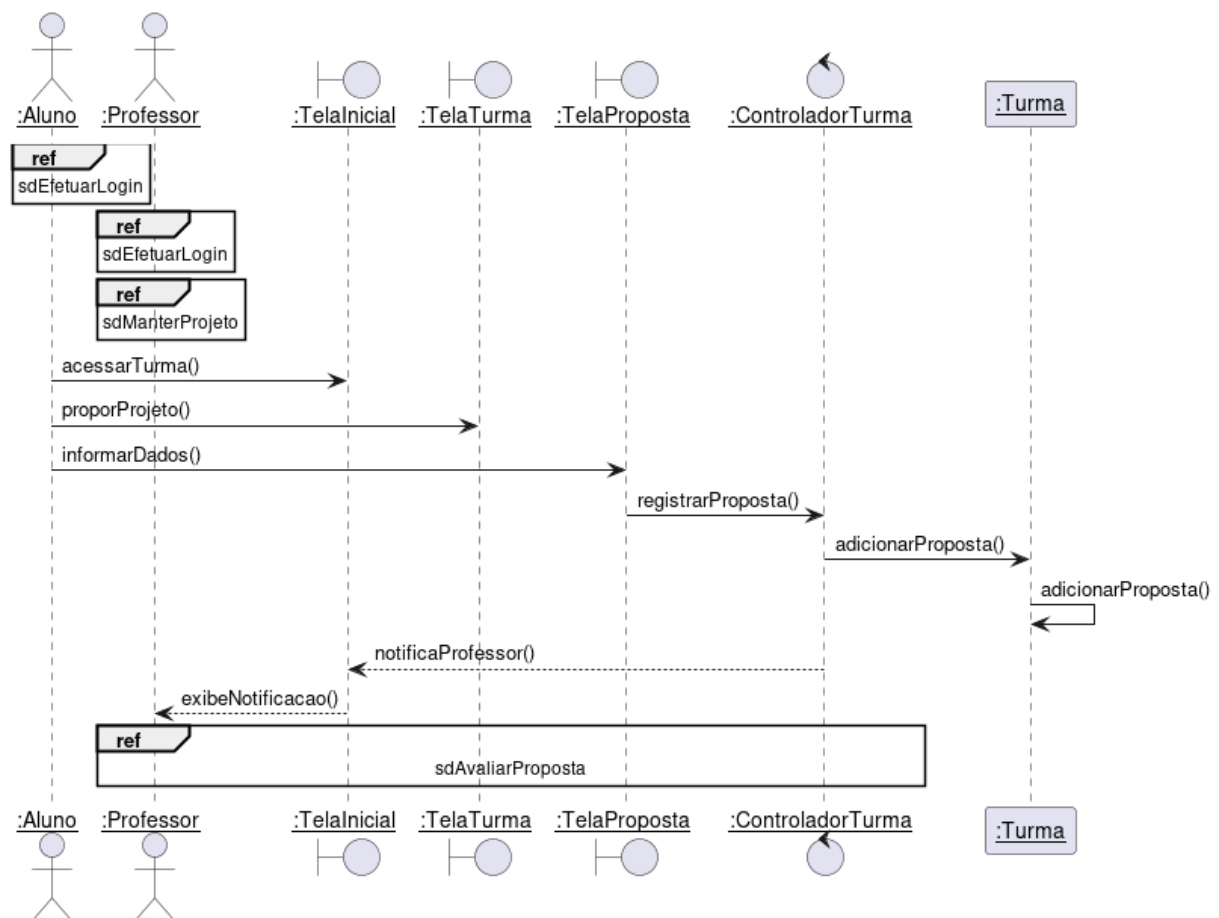 :Aluno :Professor :TelaInicial :TelaTurma :TelaProposta :ControladorTurma :Turma
ref
sdEfetuarLogin
ref
sdEfetuarLogin
ref
sdManterProjeto
acessarTurma()
proporProjeto()
informarDados()
registrarProposta()
adicionarProposta()
adicionarProposta()
notificaProfessor()
exibeNotificacao()
ref
sdAvaliarProposta
:Aluno :Professor :TelaInicial :TelaTurma :TelaProposta :ControladorTurma :Turma